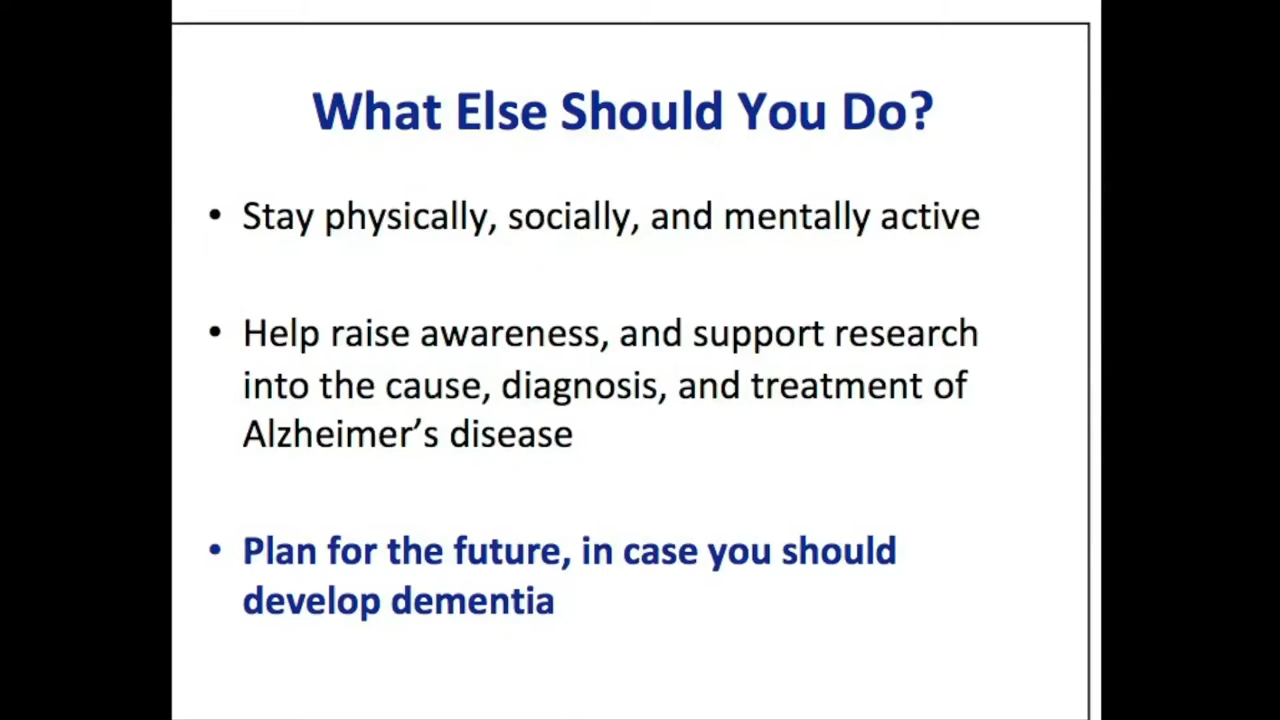 What Else Should You Do?
• Stay physically, socially, and mentally active
• Help raise awareness, and support research
into the cause, diagnosis, and treatment of
Alzheimer’s disease
• Plan for the future, in case you should
develop dementia